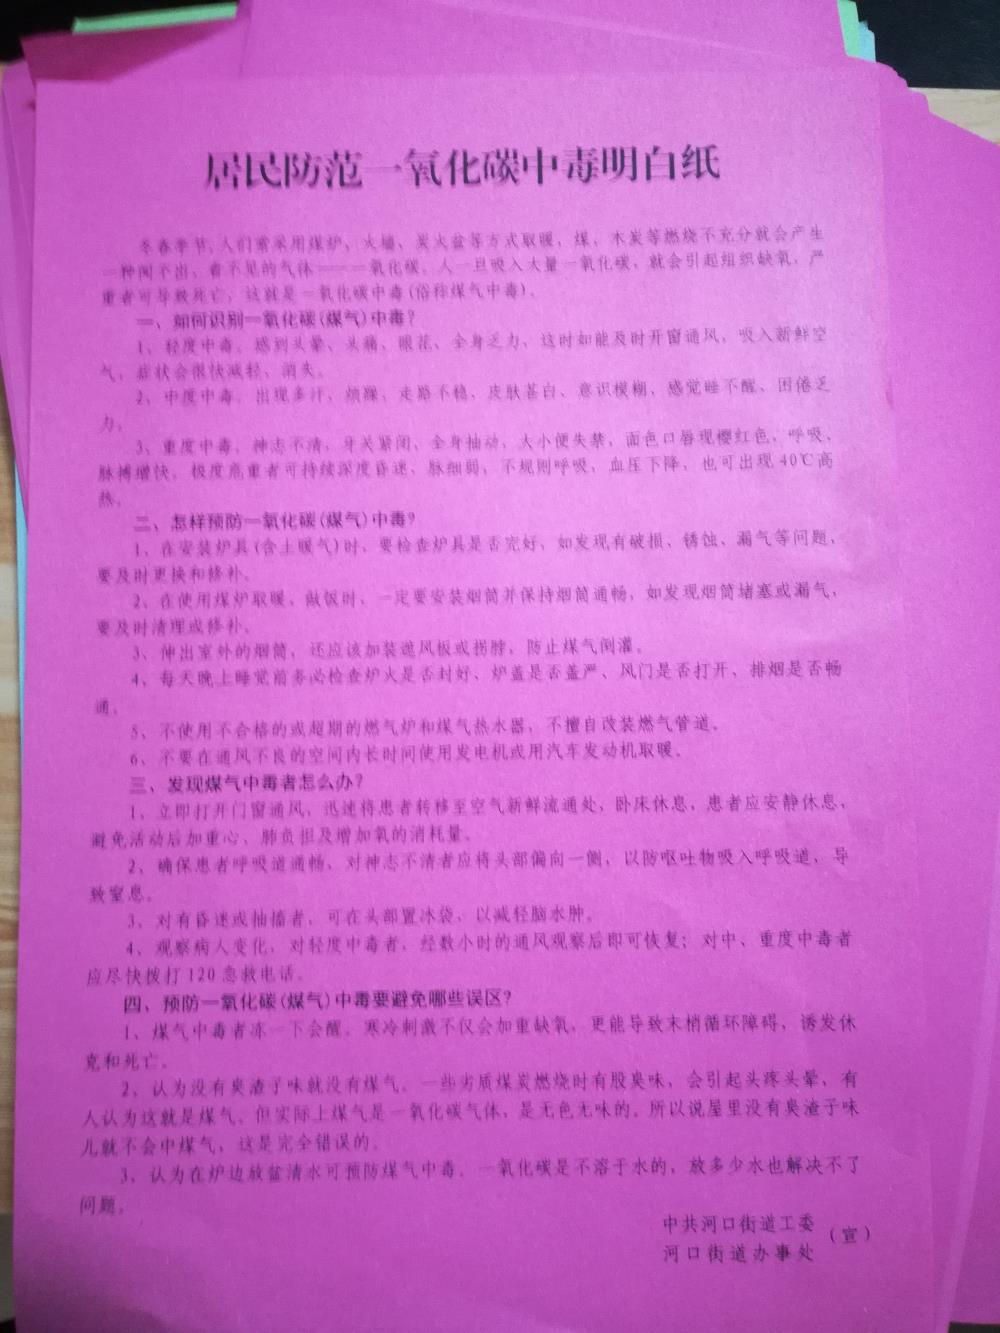 居民防范一氧化碳中毒明白纸
冬春季节,人们常采用煤炉、火墙、炭火盆等方式取暖，煤、木炭等燃烧不充分就会产生
一种闻不出、看不见的气体——一氧化碳。人一旦吸入大量一氧化碳，就会引起组织缺氧，严
重者可导致死亡，这就是一氧化碳中毒(俗称煤气中毒)。
一、如何识别一氧化碳(煤气)中毒?
1、轻度中毒。感到头晕、头痛、眼花、全身乏力，这时如能及时开窗通风，吸入新鲜空
气，症状会很快减轻、消失。
2、中度中毒。出现多汗、烦躁、走路不稳、皮肤苍白、意识模糊，感觉睡不醒、困倦乏
力。
3、重度中毒。神志不清，牙关紧闭，全身抽动，大小便失禁，面色口唇现樱红色，呼吸、
脉搏增快。极度危重者可持续深度昏迷，脉细弱，不规则呼吸，血压下降，也可出现 40℃高
热。
二、怎样预防一氧化碳(煤气)中毒?
1、在安装炉具(含土暖气)时，要检查炉具是否完好，如发现有破损、锈蚀、漏气等问题，
要及时更换和修补。
2、在使用煤炉取暖、做饭时，一定要安装烟筒并保持烟筒通畅，如发现烟筒堵塞或漏气，
要及时清理或修补。
3、伸出室外的烟筒，还应该加装遮风板或拐脖，防止煤气倒灌。
4、每天晚上睡觉前务必检查炉火是否封好、炉盖是否盖严、风门是否打开、排烟是否畅
通。
5、不使用不合格的或超期的燃气炉和煤气热水器，不擅自改装燃气管道。
6、不要在通风不良的空间内长时间使用发电机或用汽车发动机取暖。
三、发现煤气中毒者怎么办?
1、立即打开门窗通风，迅速将患者转移至空气新鲜流通处，卧床休息，患者应安静休息，
避免活动后加重心、肺负担及增加氧的消耗量。
2、确保患者呼吸道通畅，对神志不清者应将头部偏向一侧，以防呕吐物吸入呼吸道，导
致窒息。
3、对有昏迷或抽搐者，可在头部置冰袋，以减轻脑水肿。
4、观察病人变化，对轻度中毒者，经数小时的通风观察后即可恢复；对中、重度中毒者
应尽快拨打 120 急救电话。
四、预防一氧化碳(煤气)中毒要避免哪些误区?
1、煤气中毒者冻一下会醒。寒冷刺激不仅会加重缺氧，更能导致末梢循环障碍，诱发休
克和死亡。
2、认为没有臭渣子味就没有煤气。一些劣质煤炭燃烧时有股臭味，会引起头疼头晕，有
人认为这就是煤气。但实际上煤气是一氧化碳气体，是无色无味的。所以说屋里没有臭渣子味
儿就不会中煤气，这是完全错误的。
3、认为在炉边放盆清水可预防煤气中毒。一氧化碳是不溶于水的，放多少水也解决不了
问题。
中共河口街道工委
河口街道办事处
（宣）